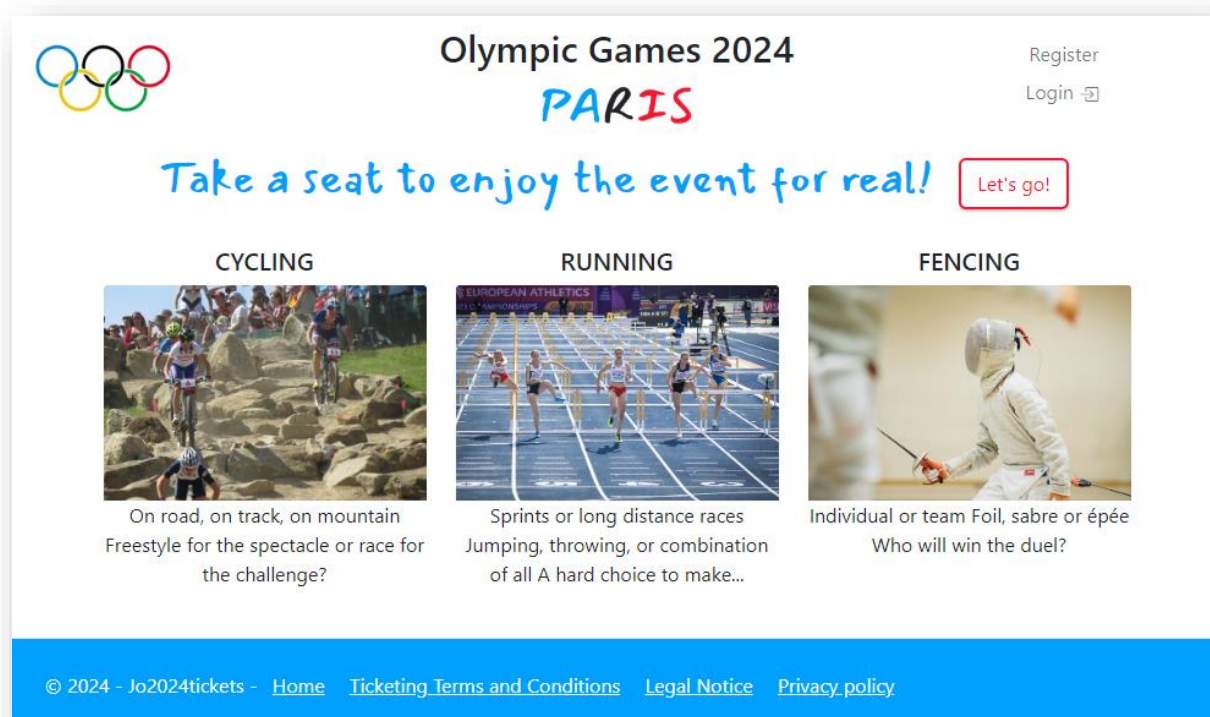 Olympic Games 2024
PARIS
Register
Login
Take a seat to enjoy the event for real!
Let's go!
CYCLING
RUNNING
FENCING
EUROPEAN ATHLETICS
CHAMPIONSHIPS
On road, on track, on mountain
Freestyle for the spectacle or race for
the challenge?
Sprints or long distance races
Jumping, throwing, or combination
of all A hard choice to make...
Individual or team Foil, sabre or épée
Who will win the duel?
© 2024 - Jo2024tickets - Home Ticketing Terms and Conditions Legal Notice Privacy policy